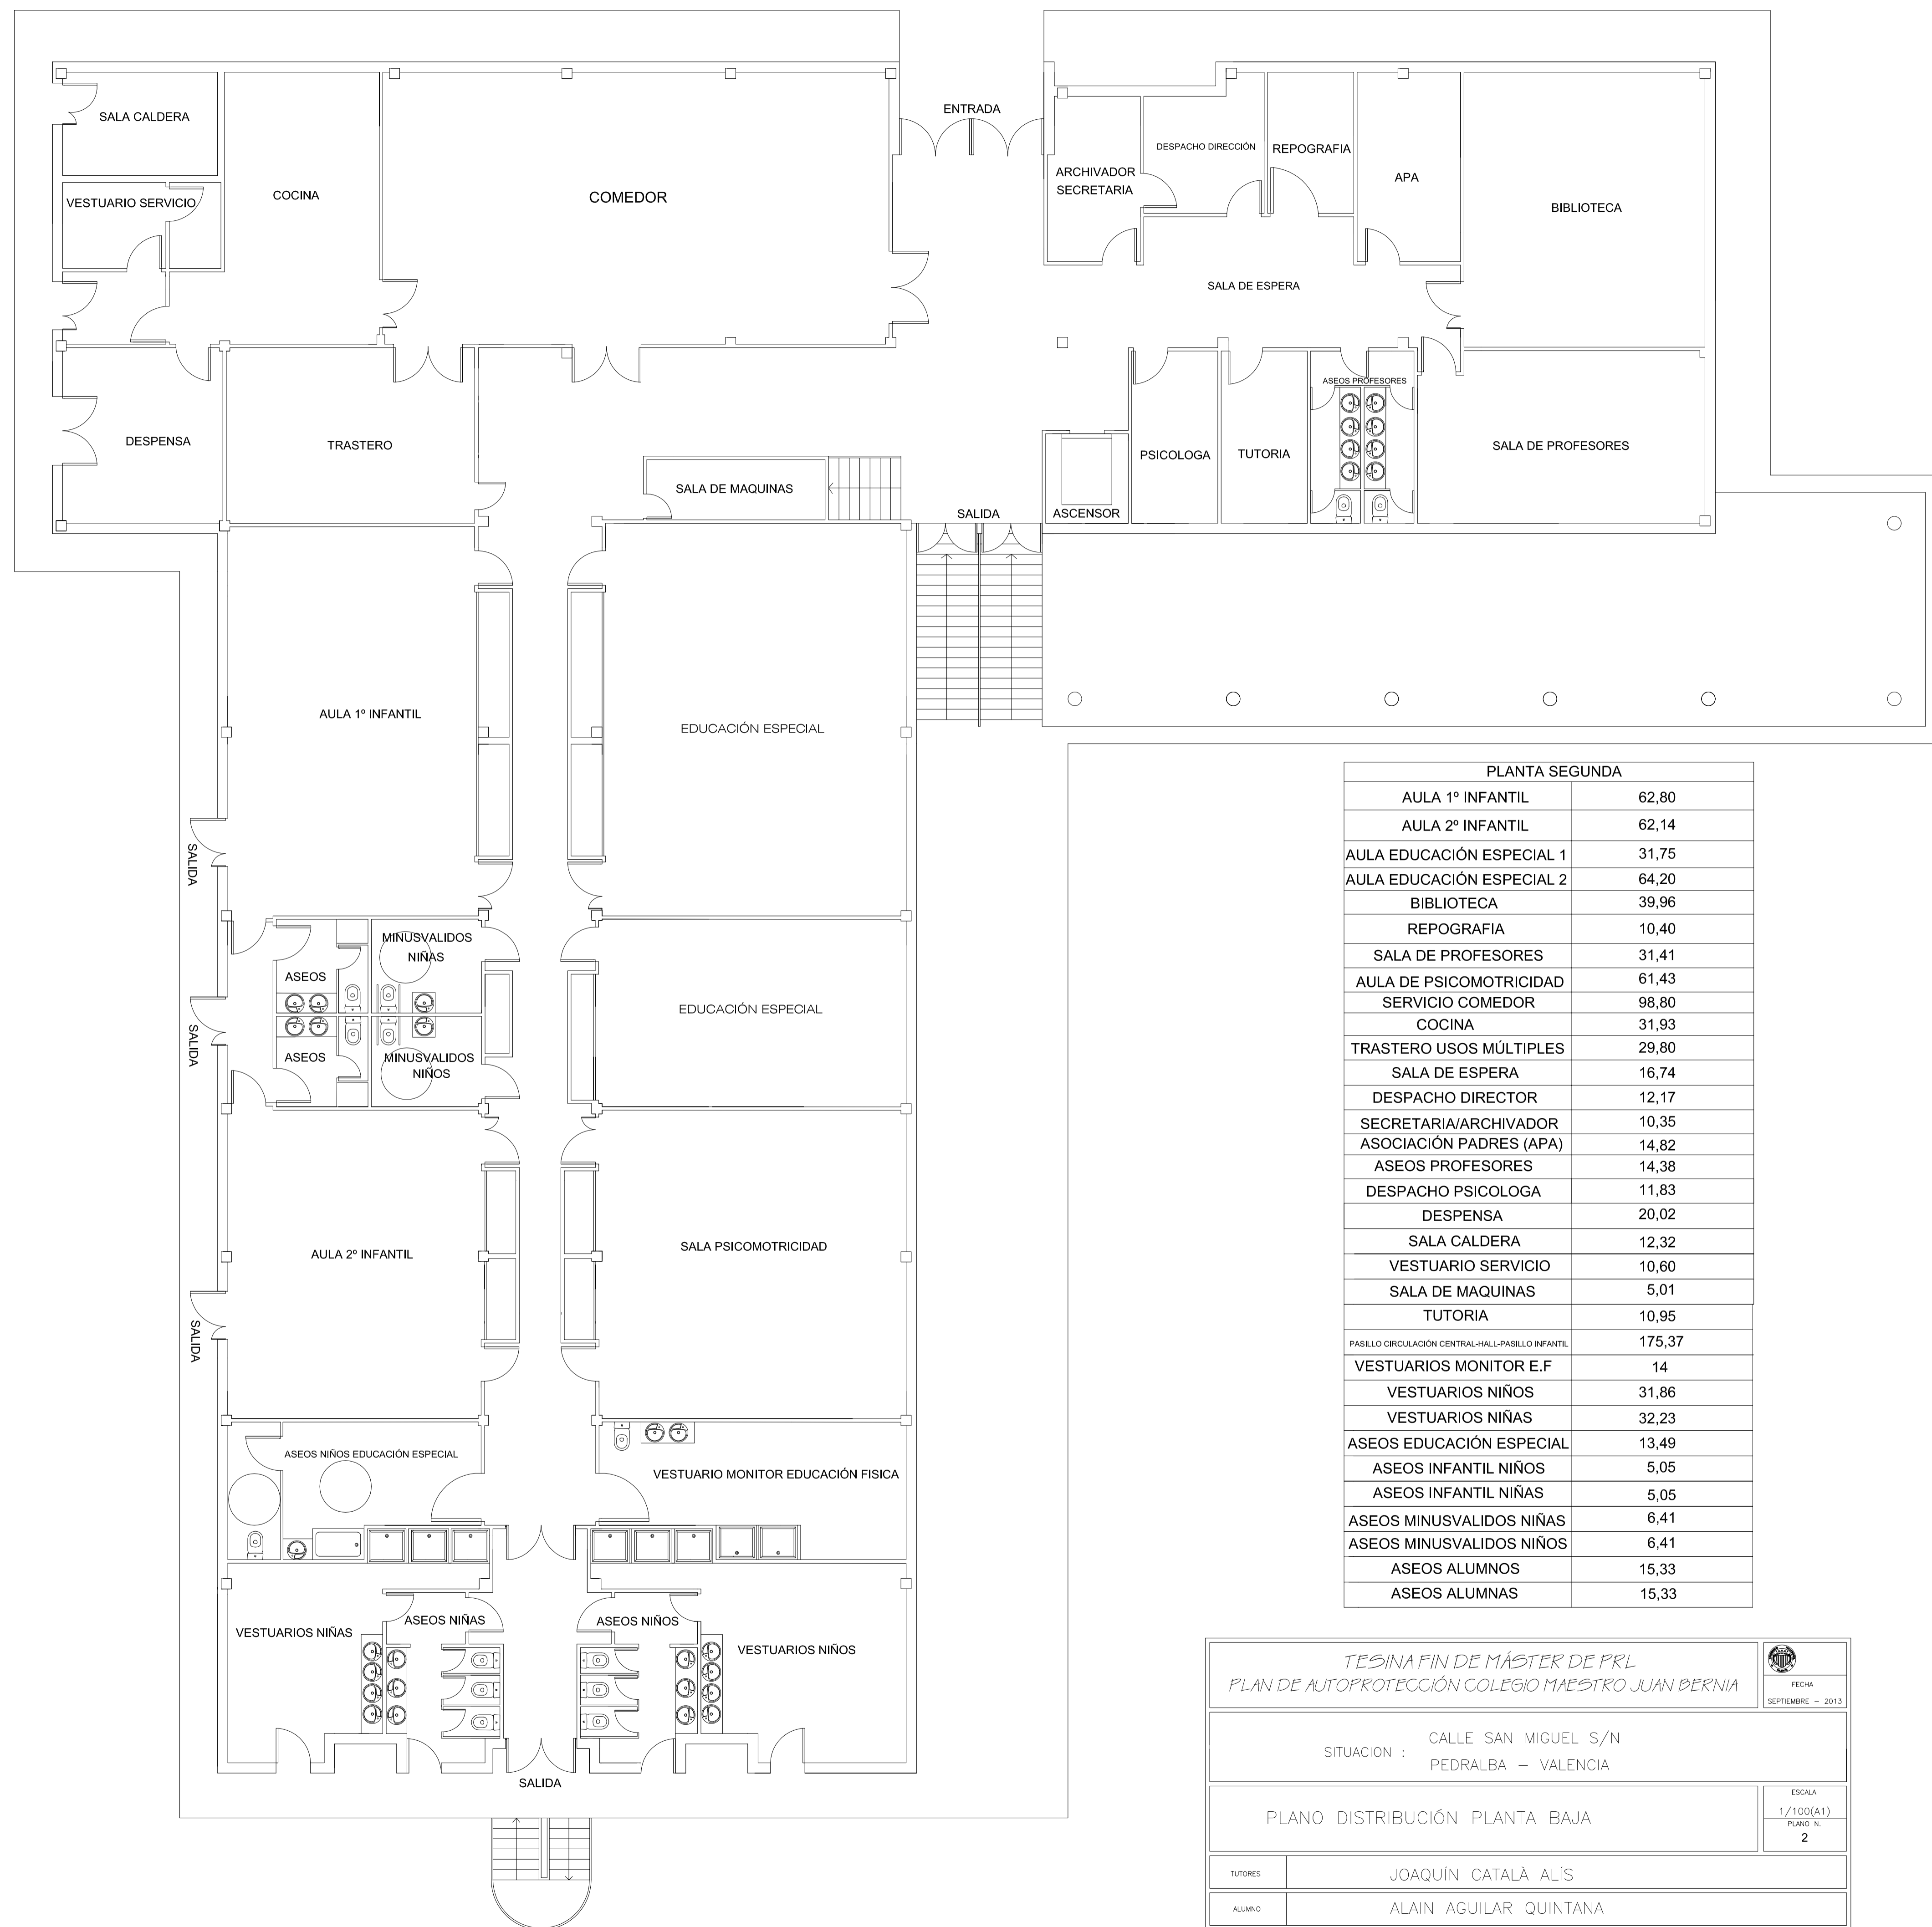 ENTRADA
SALA CALDERA
DESPACHO DIRECCIÓN
REPOGRAFIA
ARCHIVADOR
SECRETARIA
APA
VESTUARIO SERVICIO
COCINA
COMEDOR
BIBLIOTECA
SALA DE ESPERA
ASEOS PROFESORES
DESPENSA
TRASTERO
PSICOLOGA
TUTORIA
SALA DE PROFESORES
SALA DE MAQUINAS
SALIDA
ASCENSOR
AULA 1º INFANTIL
EDUCACIÓN ESPECIAL
SALIDA
MINUSVALIDOS
NIÑAS
ASEOS
EDUCACIÓN ESPECIAL
SALIDA
ASEOS
MINUSVALIDOS
NIÑOS
AULA 2º INFANTIL
SALA PSICOMOTRICIDAD
SALIDA
ASEOS NIÑOS EDUCACIÓN ESPECIAL
VESTUARIO MONITOR EDUCACIÓN FISICA
VESTUARIOS NIÑAS
ASEOS NIÑAS
ASEOS NIÑOS
VESTUARIOS NIÑOS
SALIDA
PLANTA SEGUNDA
AULA 1º INFANTIL 62,80
AULA 2º INFANTIL 62,14
AULA EDUCACIÓN ESPECIAL 1 31,75
AULA EDUCACIÓN ESPECIAL 2 64,20
BIBLIOTECA 39,96
REPOGRAFIA 10,40
SALA DE PROFESORES 31,41
AULA DE PSICOMOTRICIDAD 61,43
SERVICIO COMEDOR 98,80
COCINA 31,93
TRASTERO USOS MÚLTIPLES 29,80
SALA DE ESPERA 16,74
DESPACHO DIRECTOR 12,17
SECRETARIA/ARCHIVADOR 10,35
ASOCIACIÓN PADRES (APA) 14,82
ASEOS PROFESORES 14,38
DESPACHO PSICOLOGA 11,83
DESPENSA 20,02
SALA CALDERA 12,32
VESTUARIO SERVICIO 10,60
SALA DE MAQUINAS 5,01
TUTORIA 10,95
PASILLO CIRCULACIÓN CENTRAL-HALL-PASILLO INFANTIL 175,37
VESTUARIOS MONITOR E.F 14
VESTUARIOS NIÑOS 31,86
VESTUARIOS NIÑAS 32,23
ASEOS EDUCACIÓN ESPECIAL 13,49
ASEOS INFANTIL NIÑOS 5,05
ASEOS INFANTIL NIÑAS 5,05
ASEOS MINUSVALIDOS NIÑAS 6,41
ASEOS MINUSVALIDOS NIÑOS 6,41
ASEOS ALUMNOS 15,33
ASEOS ALUMNAS 15,33
TESINA FIN DE MÁSTER DE PRL
PLAN DE AUTOPROTECCIÓN COLEGIO MAESTRO JUAN BERNIA
FECHA
SEPTIEMBRE – 2013
SITUACION :
CALLE SAN MIGUEL S/N
PEDRALBA – VALENCIA
PLANO DISTRIBUCIÓN PLANTA BAJA
ESCALA
1/100(A1)
PLANO N.
2
TUTORES
JOAQUÍN CATALÀ ALÍS
ALUMNO
ALAIN AGUILAR QUINTANA